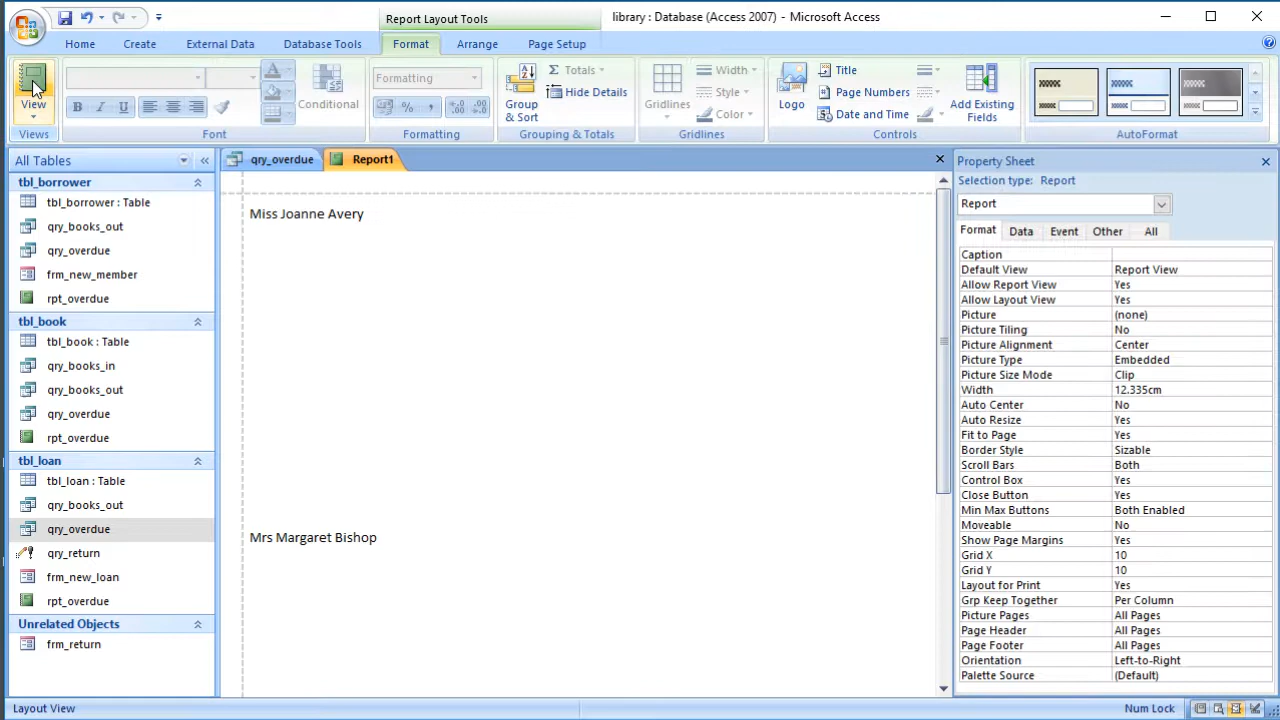 Report Layout Tools
library : Database (Access 2007) - Microsoft Access
Home Create External Data Database Tools Format Arrange Page Setup
View
Views
B I U
Font
Conditional
Formatting
%
Formatting
Group & Sort
Σ Totals
Hide Details
Grouping & Totals
Gridlines
Width
Style
Color
Gridlines
Logo
Title
Page Numbers
Date and Time
Add Existing Fields
Controls
AutoFormat
All Tables
tbl_borrower
tbl_borrower : Table
qry_books_out
qry_overdue
frm_new_member
rpt_overdue
tbl_book
tbl_book : Table
qry_books_in
qry_books_out
qry_overdue
rpt_overdue
tbl_loan
tbl_loan : Table
qry_books_out
qry_overdue
qry_return
frm_new_loan
rpt_overdue
Unrelated Objects
frm_return
qry_overdue Report1
Miss Joanne Avery
Mrs Margaret Bishop
Property Sheet
Selection type: Report
Report
Format Data Event Other All
Caption
Default View Report View
Allow Report View Yes
Allow Layout View Yes
Picture (none)
Picture Tiling No
Picture Alignment Center
Picture Type Embedded
Picture Size Mode Clip
Width 12.335cm
Auto Center No
Auto Resize Yes
Fit to Page Yes
Border Style Sizable
Scroll Bars Both
Control Box Yes
Close Button Yes
Min Max Buttons Both Enabled
Moveable No
Show Page Margins Yes
Grid X 10
Grid Y 10
Layout for Print Yes
Grp Keep Together Per Column
Picture Pages All Pages
Page Header All Pages
Page Footer All Pages
Orientation Left-to-Right
Palette Source (Default)
Layout View
Num Lock